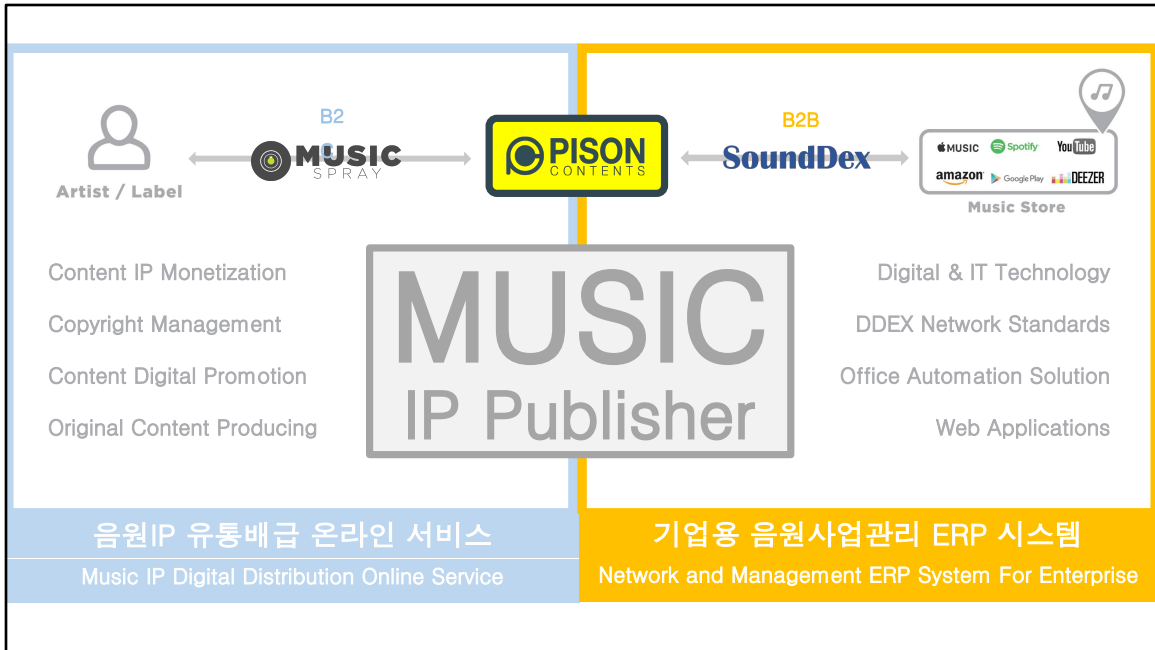 B2
C
MUSIC
SPRAY
Artist / Label
PISON
CONTENTS
B2B
SoundDex
MUSIC
Spotify
YouTube
amazon
Google Play
DEEZER
Music Store
Content IP Monetization
Copyright Management
Content Digital Promotion
Original Content Producing
MUSIC
IP Publisher
Digital & IT Technology
DDEX Network Standards
Office Automation Solution
Web Applications
음원IP 유통배급 온라인 서비스
Music IP Digital Distribution Online Service
기업용 음원사업관리 ERP 시스템
Network and Management ERP System For Enterprise